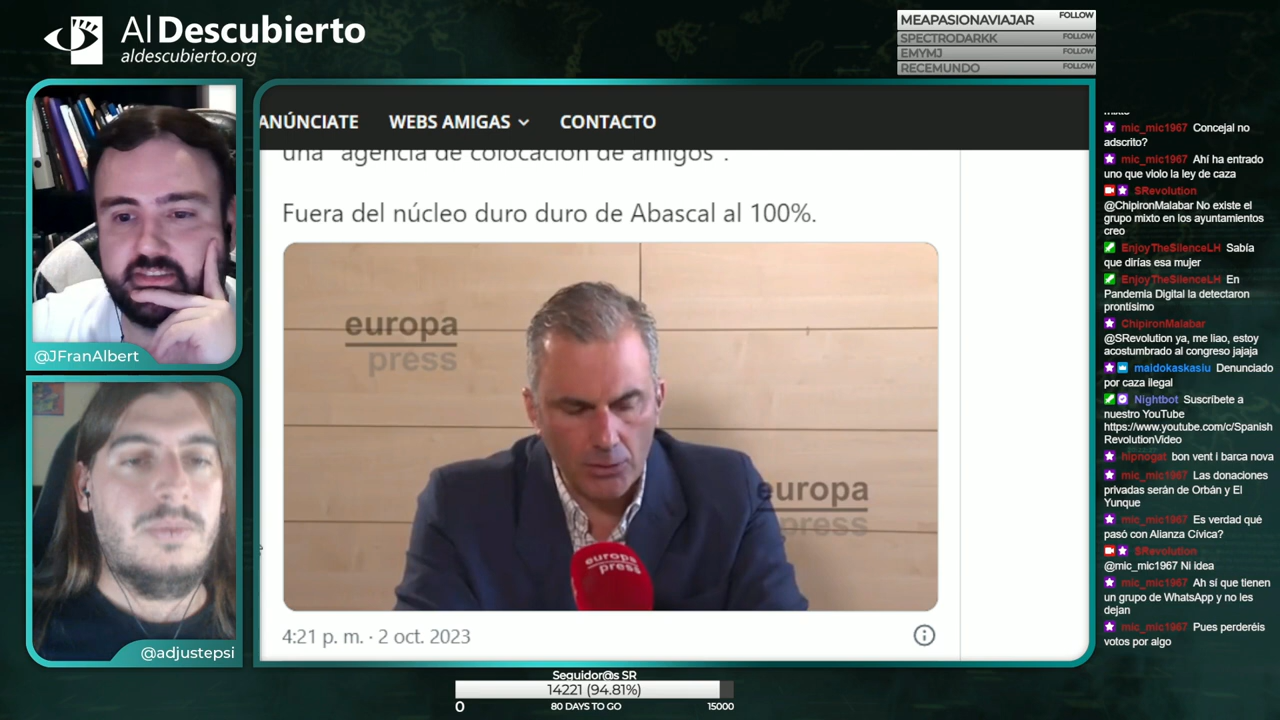 Al Descubierto
aldescubierto.org
MEAPASIONAVIAJAR FOLLOW
SPECTRODARKK FOLLOW
EMYMJ FOLLOW
RECEMUNDO FOLLOW
ANÚNCIATE WEBS AMIGAS CONTACTO
una "agencia de colocación de amigos".
Fuera del núcleo duro duro de Abascal al 100%.
europa
press
europa
press
europa
press
4:21 p. m. · 2 oct. 2023
@JFranAlbert
@adjustepsi
mixto
mic_mic1967 Concejal no
adscrito?
mic_mic1967 Ahí ha entrado
uno que violo la ley de caza
SRevolution
@ChipironMalabar No existe el
grupo mixto en los ayuntamientos
creo
EnjoyTheSilenceLH Sabía
que dirías esa mujer
EnjoyTheSilenceLH En
Pandemia Digital la detectaron
prontísimo
ChipironMalabar
@SRevolution ya, me liao, estoy
acostumbrado al congreso jajaja
maidokaskasiu Denunciado
por caza ilegal
Nightbot Suscríbete a
nuestro YouTube
https://www.youtube.com/c/Spanish
RevolutionVideo
hipnogat bon vent i barca nova
mic_mic1967 Las donaciones
privadas serán de Orbán y El
Yunque
mic_mic1967 Es verdad qué
pasó con Alianza Cívica?
SRevolution
@mic_mic1967 Ni idea
mic_mic1967 Ah sí que tienen
un grupo de WhatsApp y no les
dejan
mic_mic1967 Pues perderéis
votos por algo
Seguidor@s SR
14221 (94.81%)
0 80 DAYS TO GO 15000